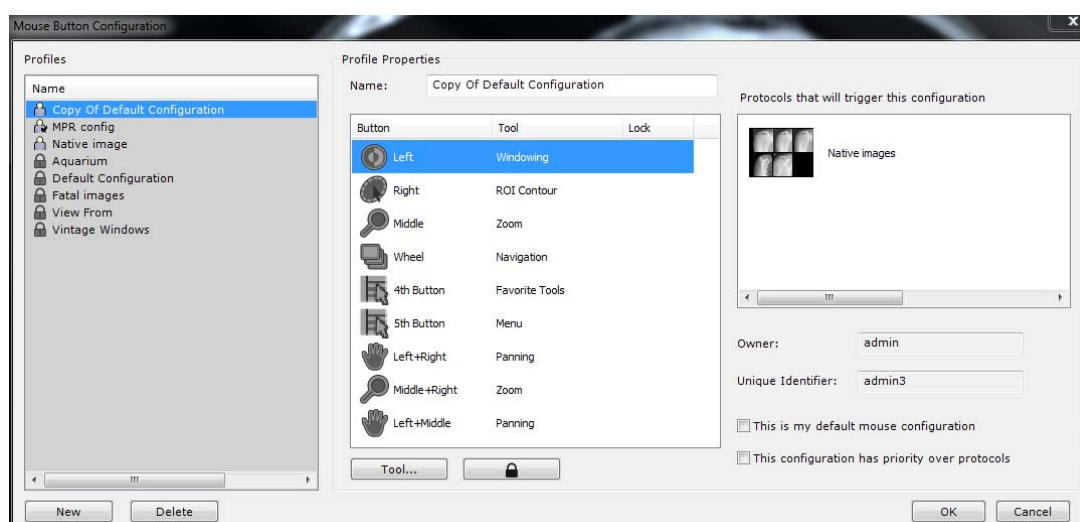 Mouse Button Configuration
x
Profiles
Name
Copy Of Default Configuration
MPR config
Native image
Aquarium
Default Configuration
Fatal images
View From
Vintage Windows
New Delete
Profile Properties
Name: Copy Of Default Configuration
Button Tool Lock
Left Windowing
Right ROI Contour
Middle Zoom
Wheel Navigation
4th Button Favorite Tools
5th Button Menu
Left+Right Panning
Middle+Right Zoom
Left+Middle Panning
Tool...
Protocols that will trigger this configuration
Native images
Owner: admin
Unique Identifier: admin3
This is my default mouse configuration
This configuration has priority over protocols
OK Cancel